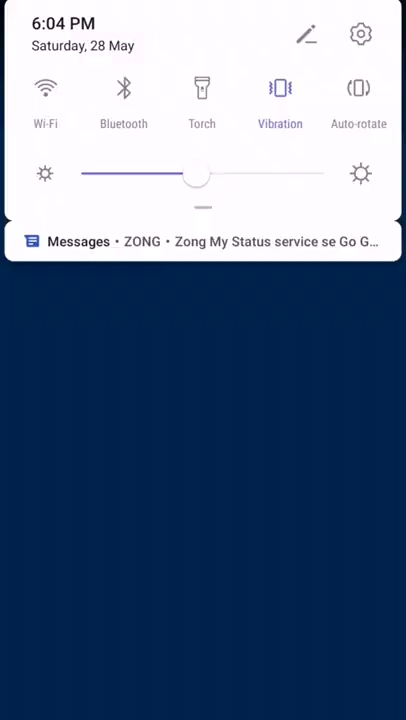 6:04 PM
Saturday, 28 May
Wi-Fi Bluetooth Torch Vibration Auto-rotate
Messages • ZONG • Zong My Status service se Go G...